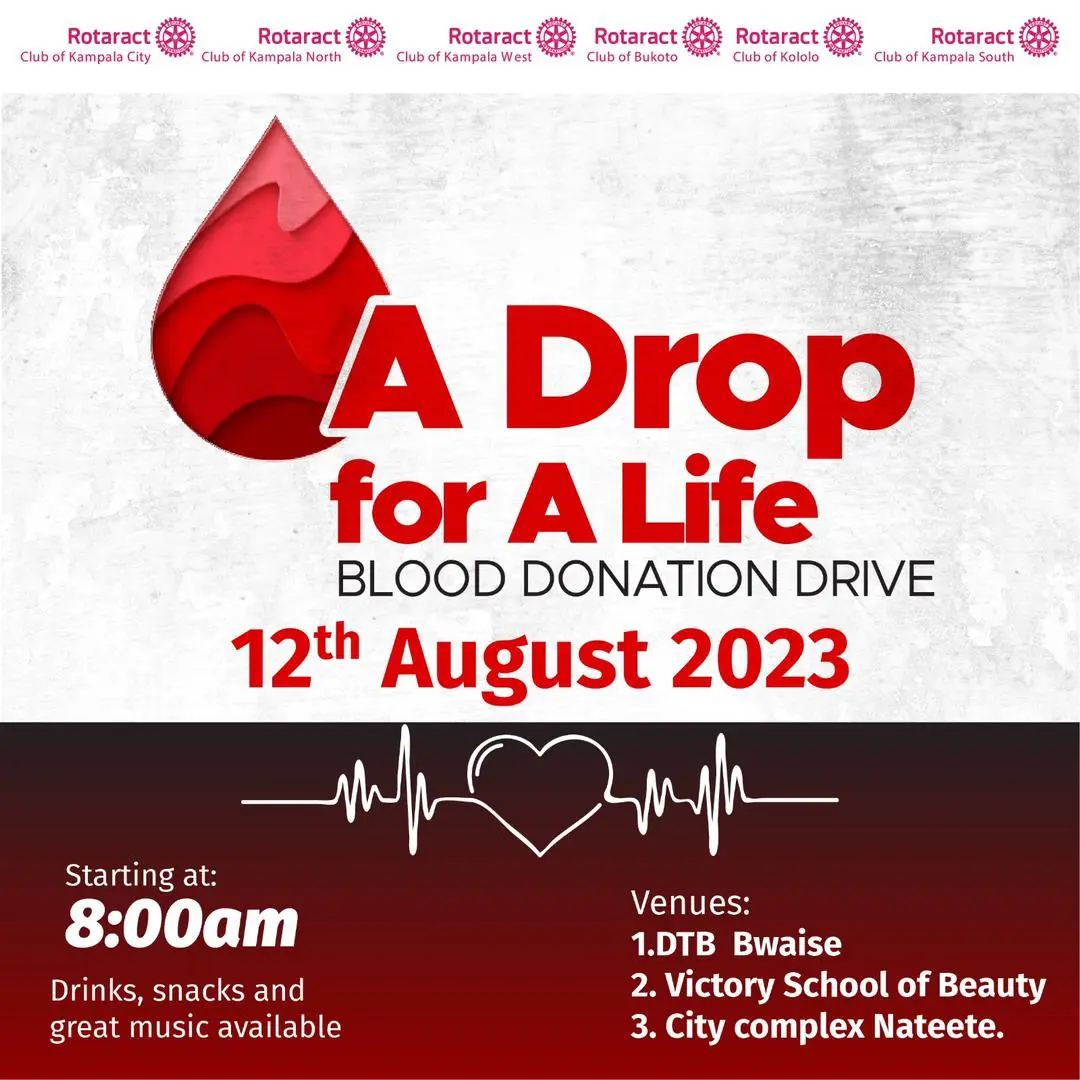 Rotaract
Club of Kampala City
Rotaract
Club of Kampala North
Rotaract
Club of Kampala West
Rotaract
Club of Bukoto
Rotaract
Club of Kololo
Rotaract
Club of Kampala South
A Drop
for A Life
BLOOD DONATION DRIVE
12th August 2023
Starting at:
8:00am
Drinks, snacks and
great music available
Venues:
1.DTB Bwaise
2. Victory School of Beauty
3. City complex Nateete.